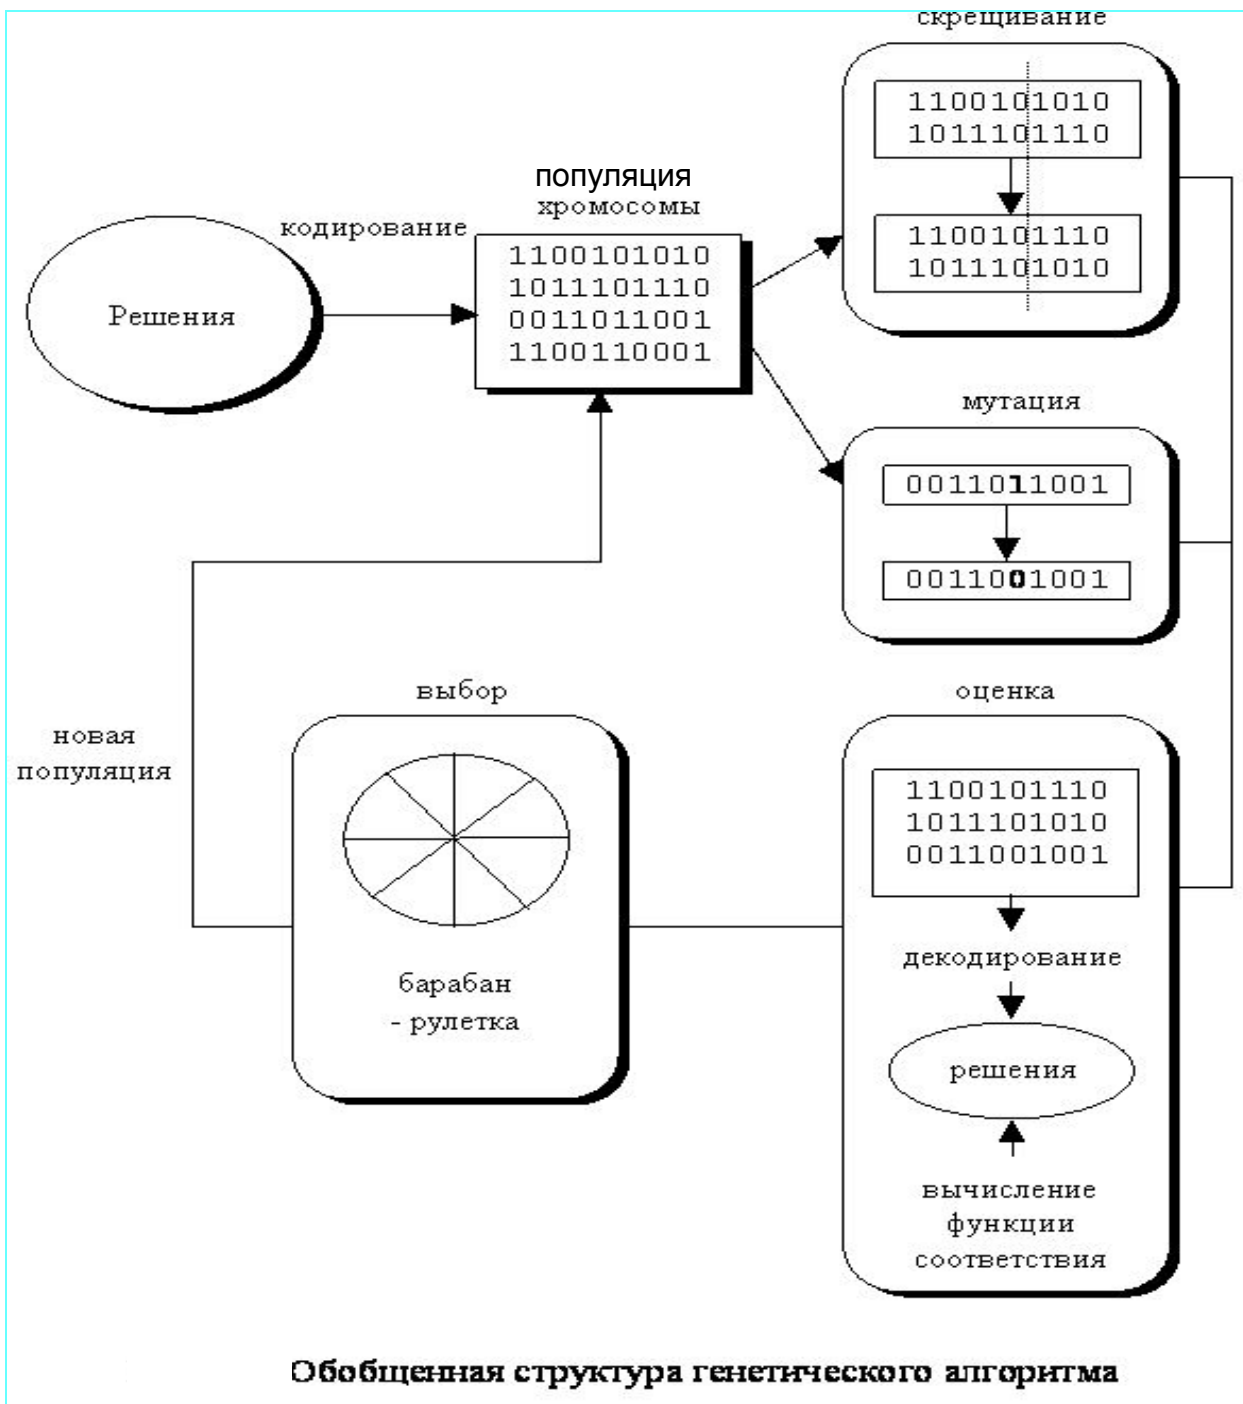 скрещивание
1100101010
1011101110
1100101110
1011101010
популяция
хромосомы
кодирование
1100101010
1011101110
0011011001
1100110001
Решения
мутация
0011011001
0011001001
выбор
оценка
новая
популяция
1100101110
1011101010
0011001001
декодирование
барабан
- рулетка
решения
вычисление
функции
соответствия
Обобщенная структура генетического алгоритма